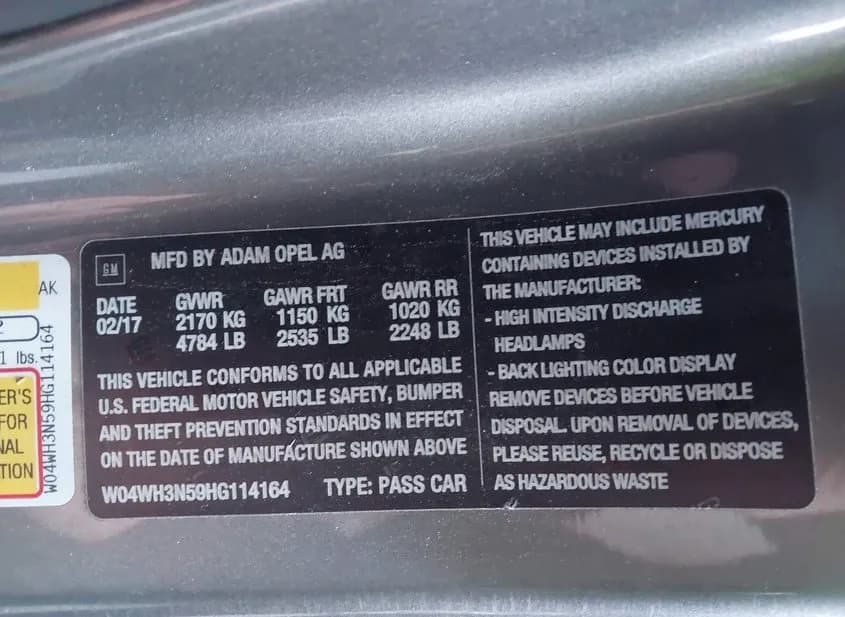 AK
2
1 lbs.
ER'S
FOR
NAL
TION
W04WH3N59HG114164
GM
MFD BY ADAM OPEL AG
DATE GVWR GAWR FRT GAWR RR
02/17 2170 KG 1150 KG 1020 KG
4784 LB 2535 LB 2248 LB
THIS VEHICLE CONFORMS TO ALL APPLICABLE
U.S. FEDERAL MOTOR VEHICLE SAFETY, BUMPER
AND THEFT PREVENTION STANDARDS IN EFFECT
ON THE DATE OF MANUFACTURE SHOWN ABOVE
W04WH3N59HG114164 TYPE: PASS CAR
THIS VEHICLE MAY INCLUDE MERCURY
CONTAINING DEVICES INSTALLED BY
THE MANUFACTURER:
- HIGH INTENSITY DISCHARGE
HEADLAMPS
- BACK LIGHTING COLOR DISPLAY
REMOVE DEVICES BEFORE VEHICLE
DISPOSAL. UPON REMOVAL OF DEVICES,
PLEASE REUSE, RECYCLE OR DISPOSE
AS HAZARDOUS WASTE